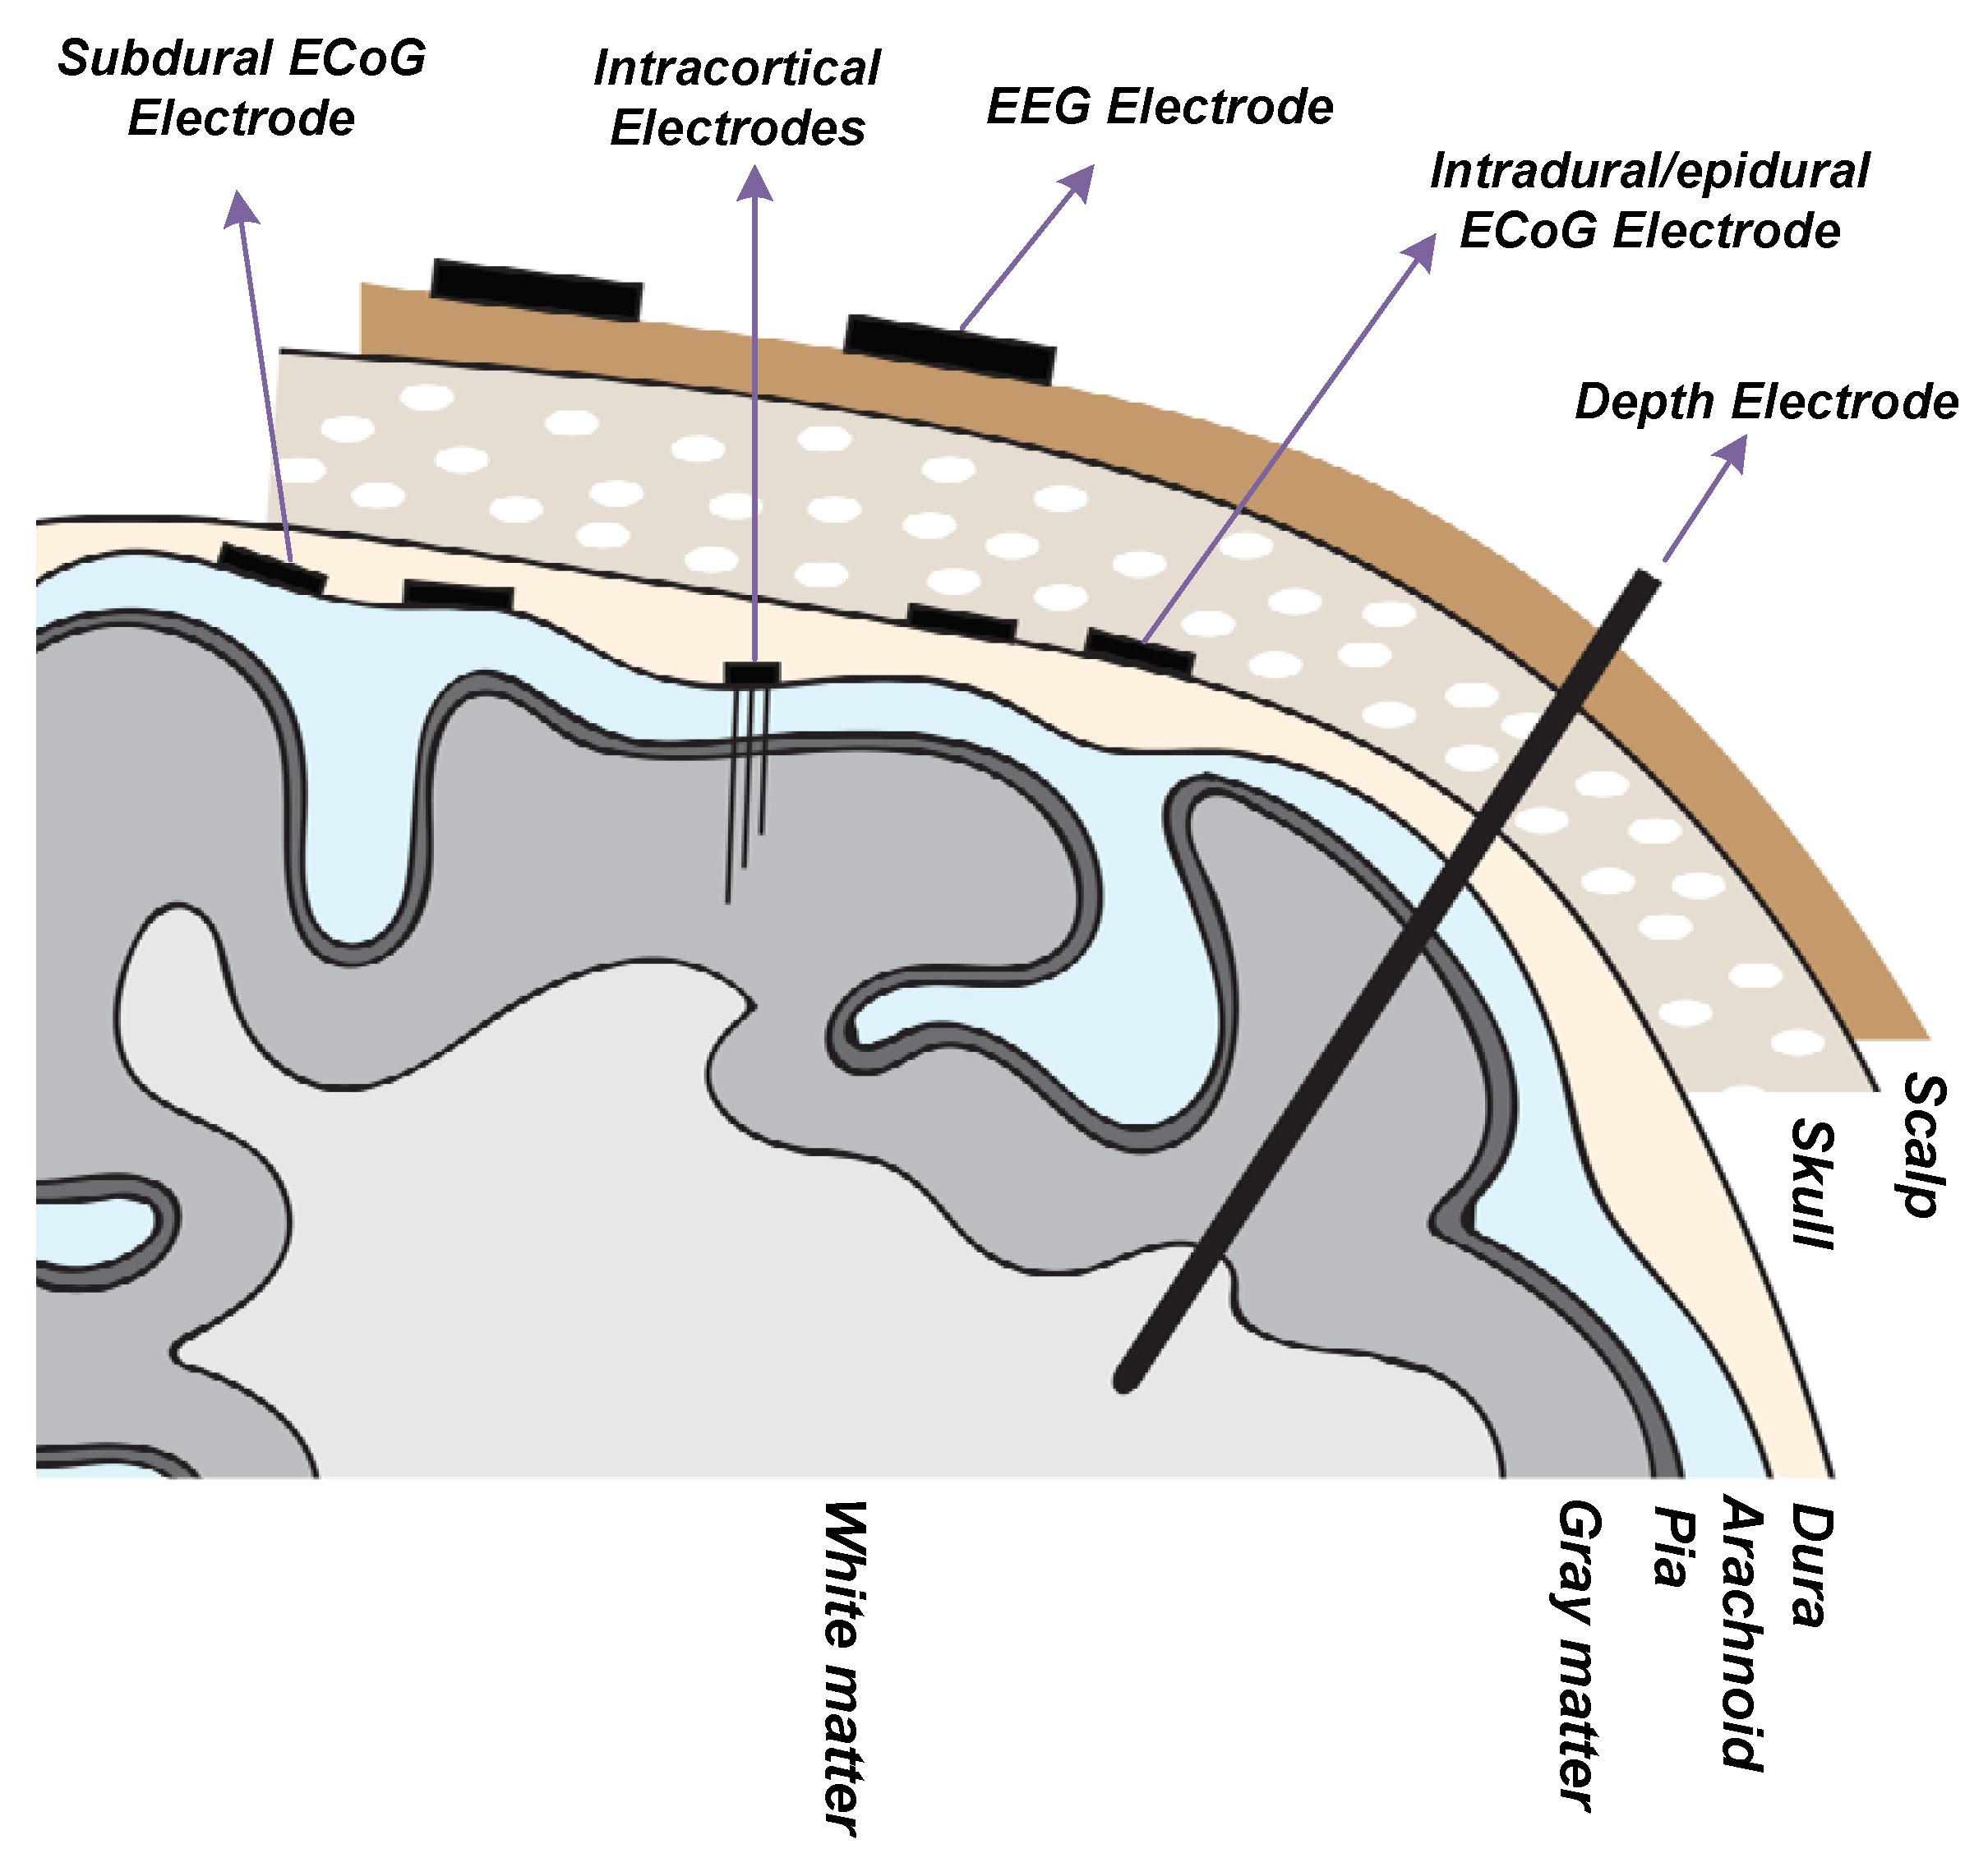 Subdural ECoG
Electrode
Intracortical
Electrodes
EEG Electrode
Intradural/epidural
ECoG Electrode
Depth Electrode
Scalp
Skull
Dura
Arachnoid
Pia
Gray matter
White matter